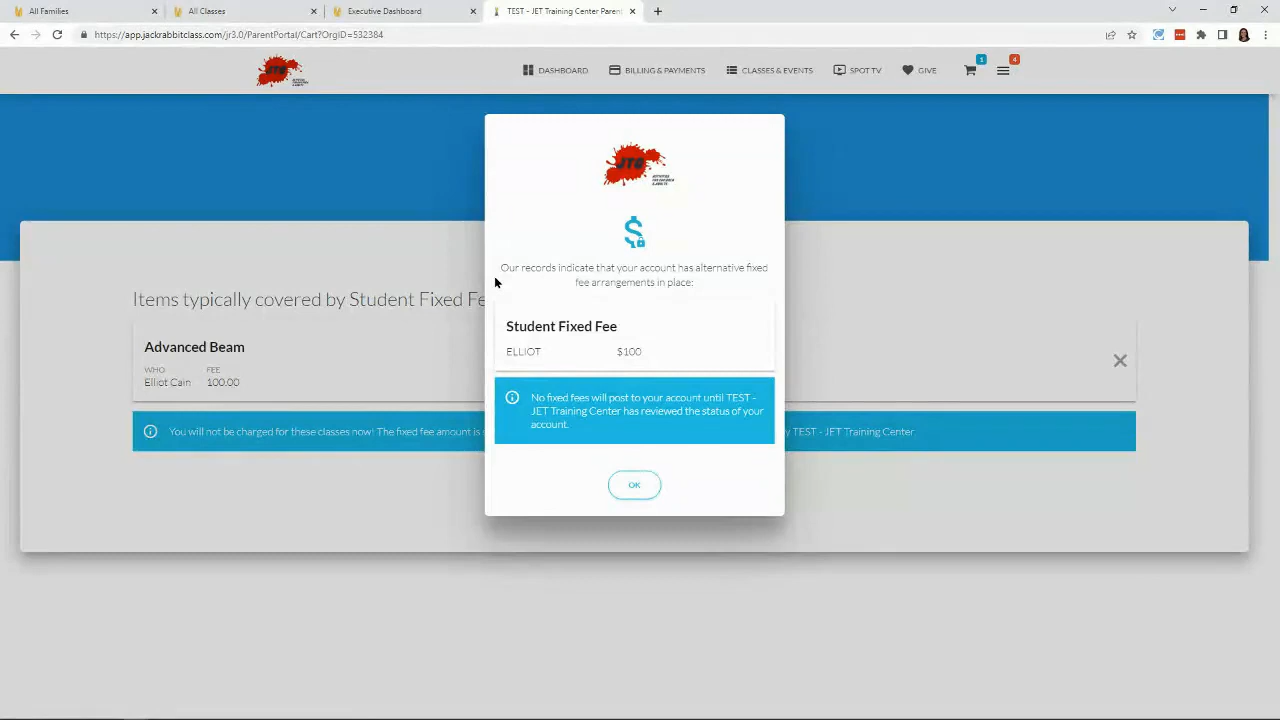 All Families
All Classes
Executive Dashboard
TEST - JET Training Center Parent
https://app.jackrabbitclass.com/jr3.0/ParentPortal/Cart?OrgID=532384
JTC
DASHBOARD
BILLING & PAYMENTS
CLASSES & EVENTS
SPOT TV
GIVE
1
4
JTC
Our records indicate that your account has alternative fixed
fee arrangements in place:
Student Fixed Fee
ELLIOT $100
No fixed fees will post to your account until TEST -
JET Training Center has reviewed the status of your
account.
OK
Items typically covered by Student Fixed Fe
Advanced Beam
WHO FEE
Elliot Cain 100.00
You will not be charged for these classes now! The fixed fee amount is
y TEST - JET Training Center.